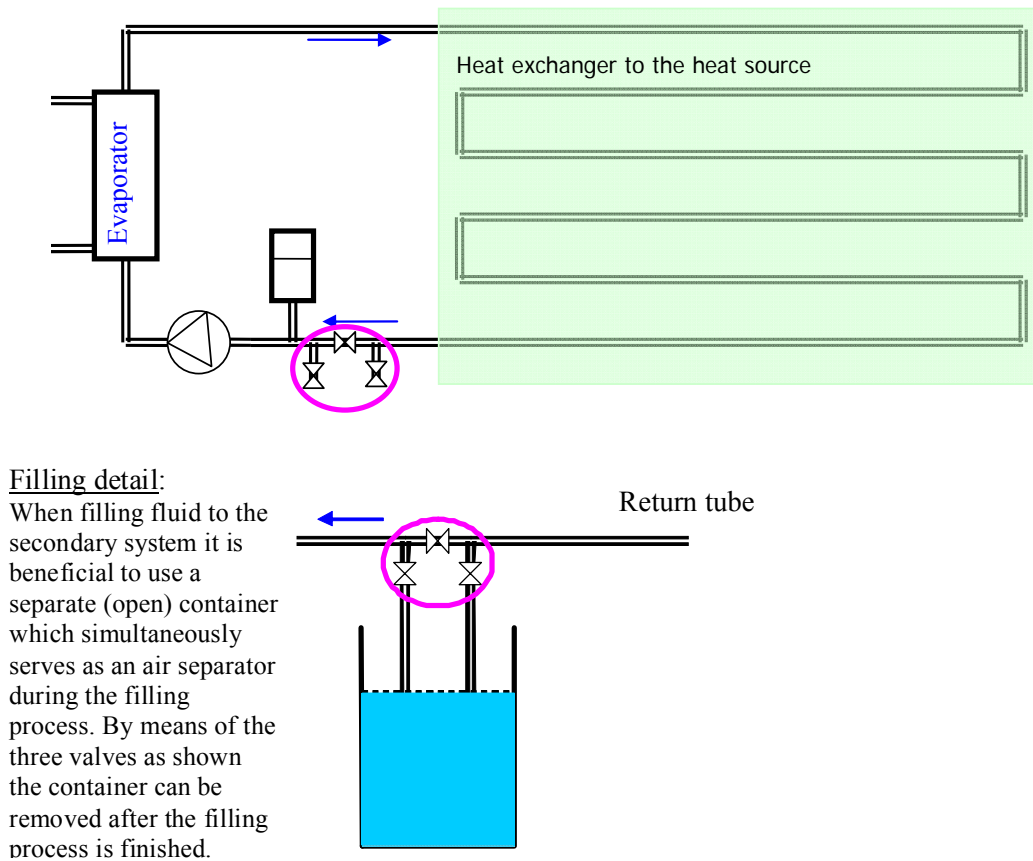 Heat exchanger to the heat source
Evaporator
Filling detail:
When filling fluid to the
secondary system it is
beneficial to use a
separate (open) container
which simultaneously
serves as an air separator
during the filling
process. By means of the
three valves as shown
the container can be
removed after the filling
process is finished.
Return tube